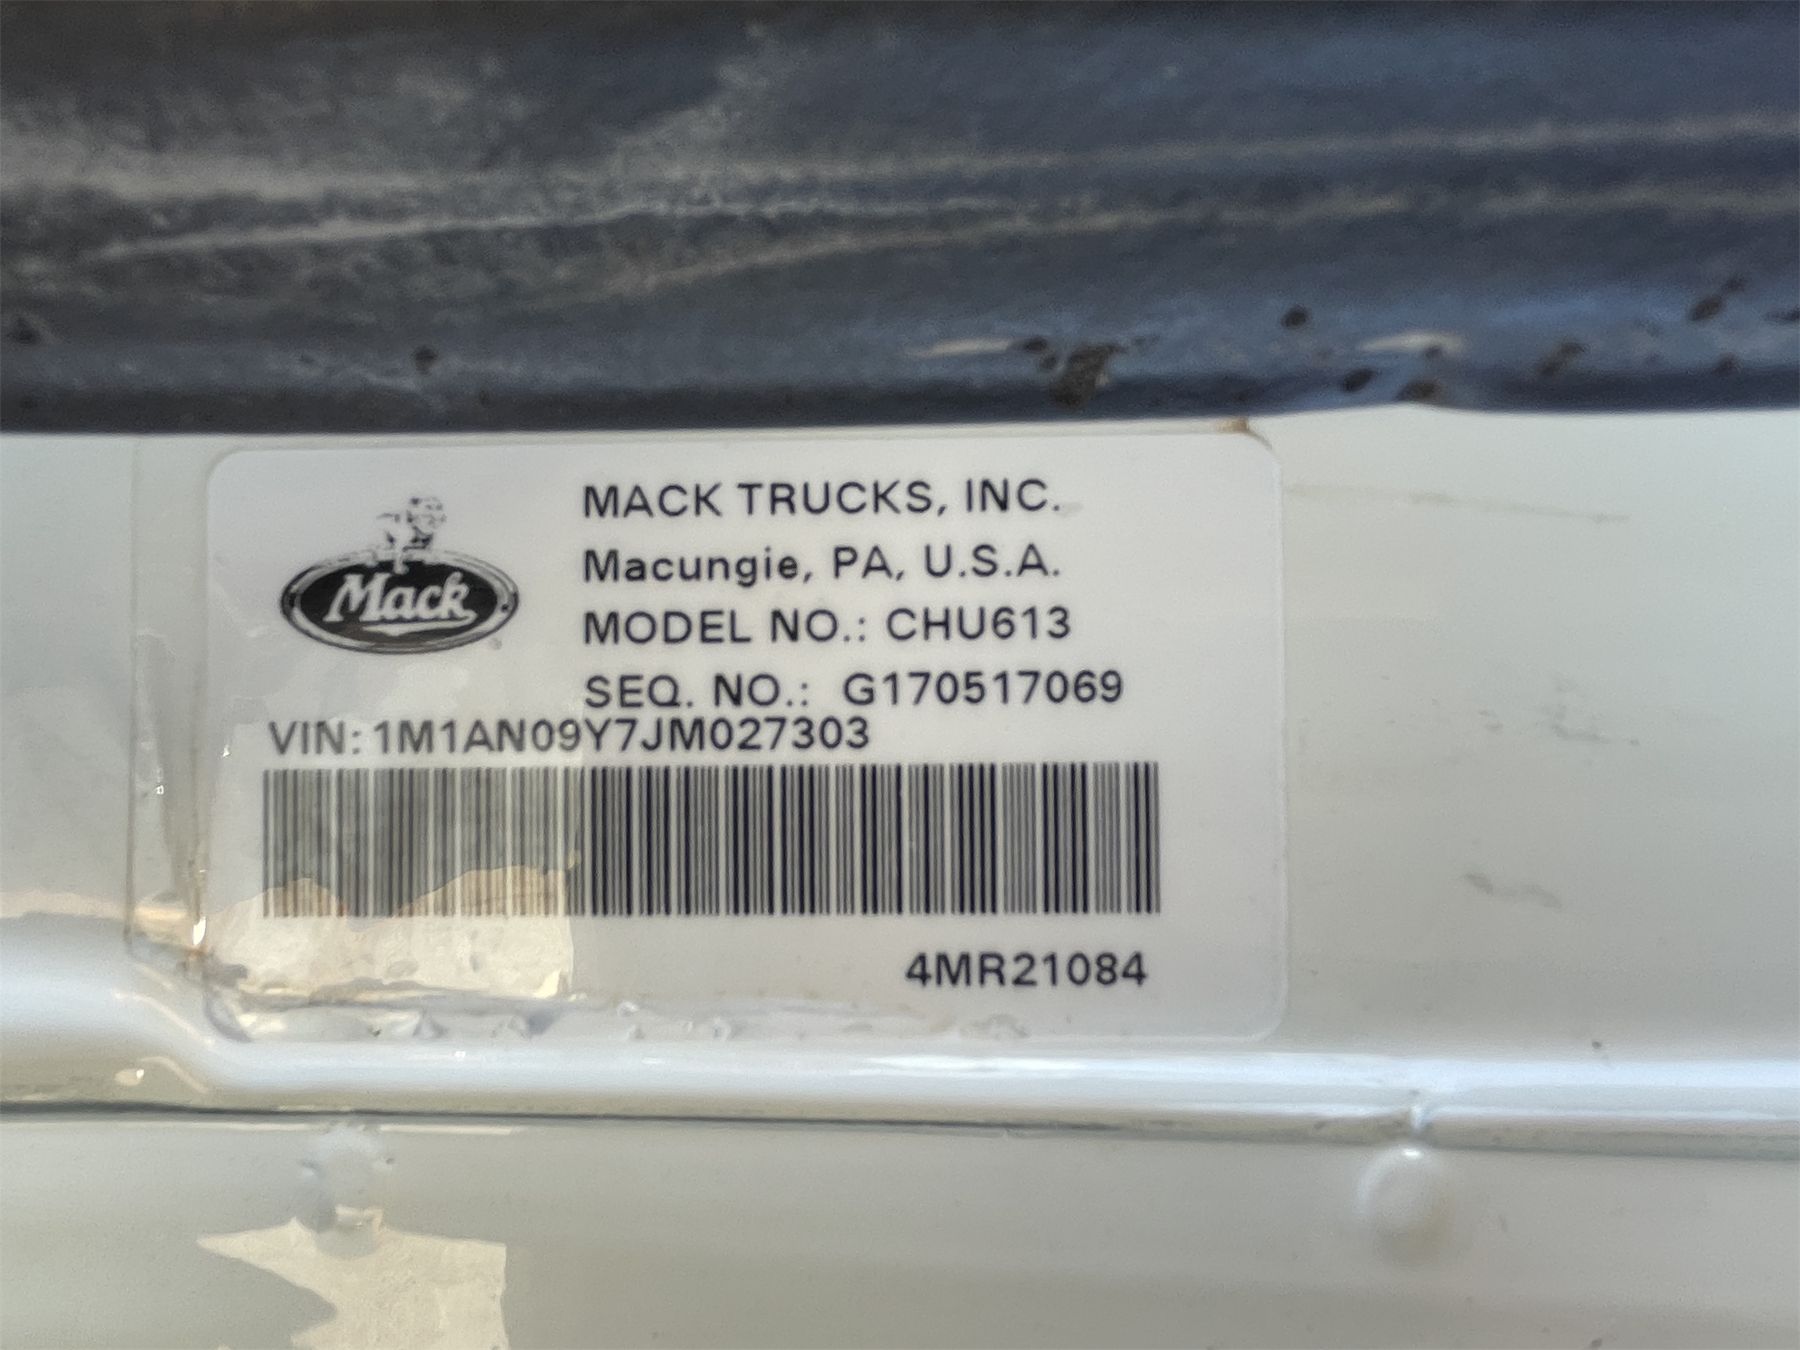 Mack
MACK TRUCKS, INC.
Macungie, PA, U.S.A.
MODEL NO.: CHU613
SEQ. NO.: G170517069
VIN: 1M1AN09Y7JM027303
4MR21084